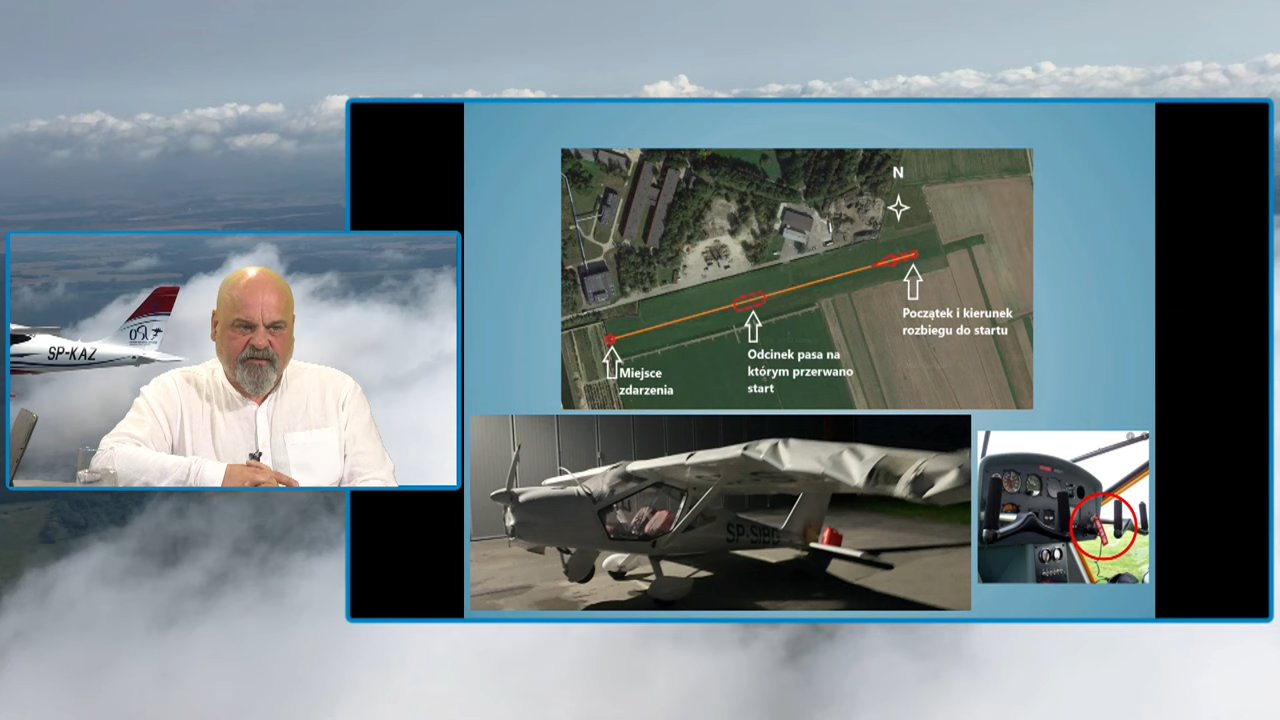 N
Początek i kierunek
rozbiegu do startu
Odcinek pasa na
którym przerwano
start
Miejsce
zdarzenia
SP-KAZ
SP-SIBD